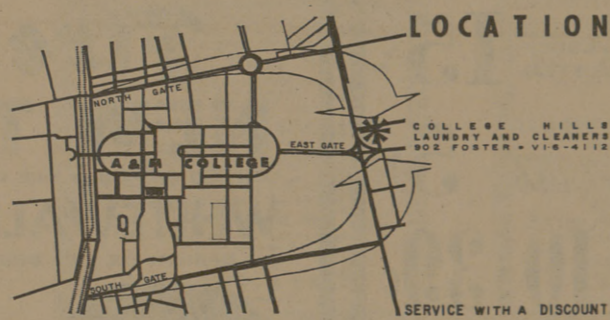 LOCATION
NORTH GATE
COLLEGE HILLS
LAUNDRY AND CLEANERS
902 FOSTER - VI-6-4112
EAST GATE
A & M COLLEGE
SOUTH GATE
SERVICE WITH A DISCOUNT